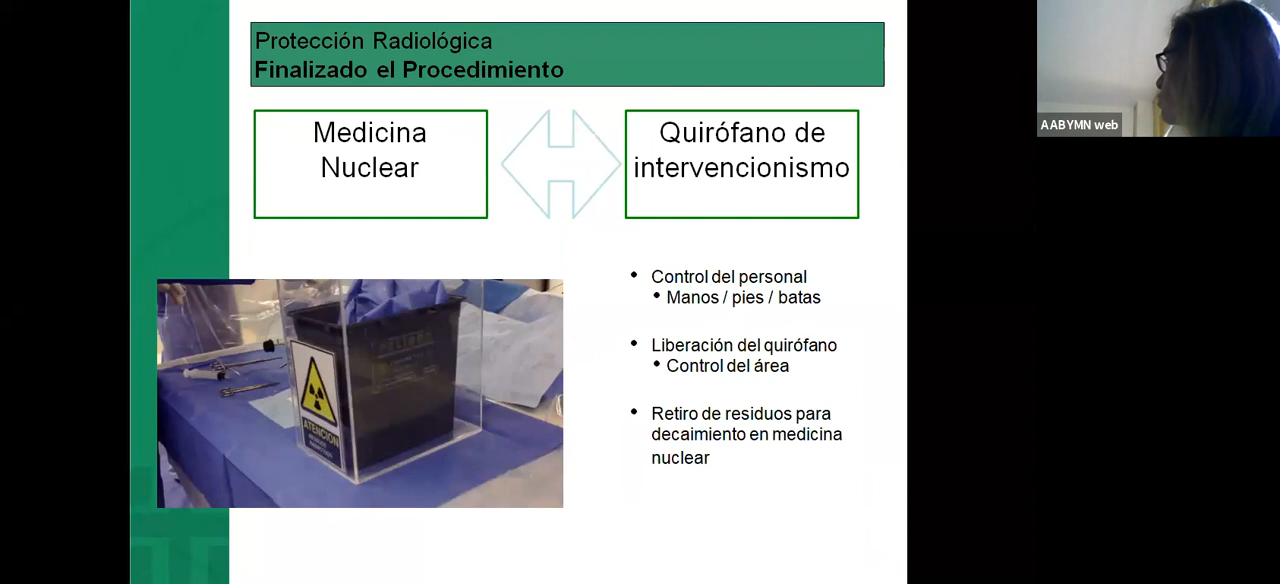 Protección Radiológica
Finalizado el Procedimiento
Medicina
Nuclear
Quirófano de
intervencionismo
• Control del personal
• Manos / pies / batas
• Liberación del quirófano
• Control del área
• Retiro de residuos para
decaimiento en medicina
nuclear
ATENCION
AABYMN web